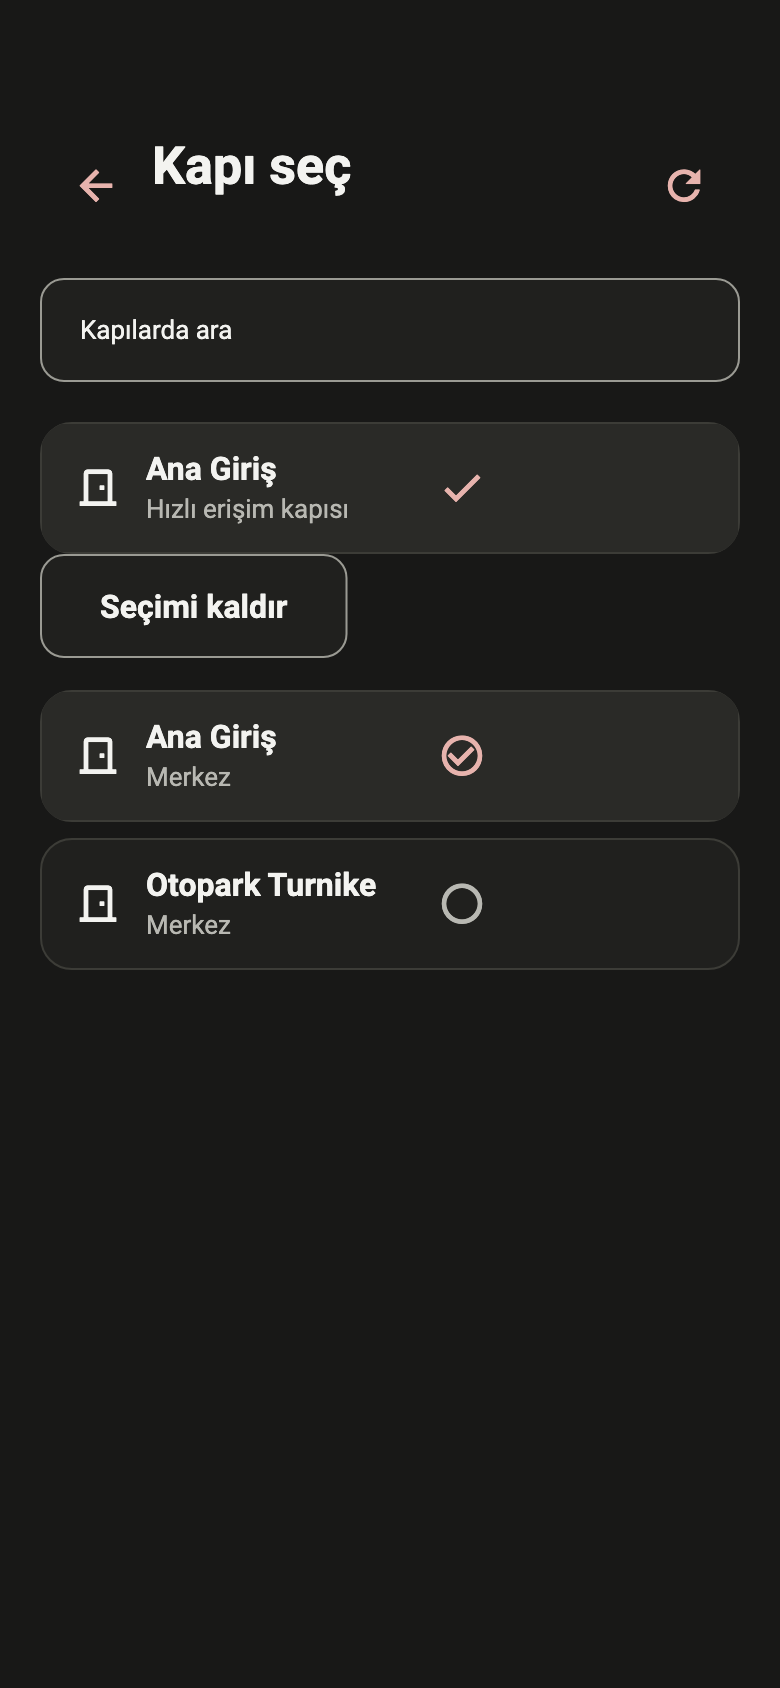 Kapı seç
Kapılarda ara
Ana Giriş
Hızlı erişim kapısı
Seçimi kaldır
Ana Giriş
Merkez
Otopark Turnike
Merkez